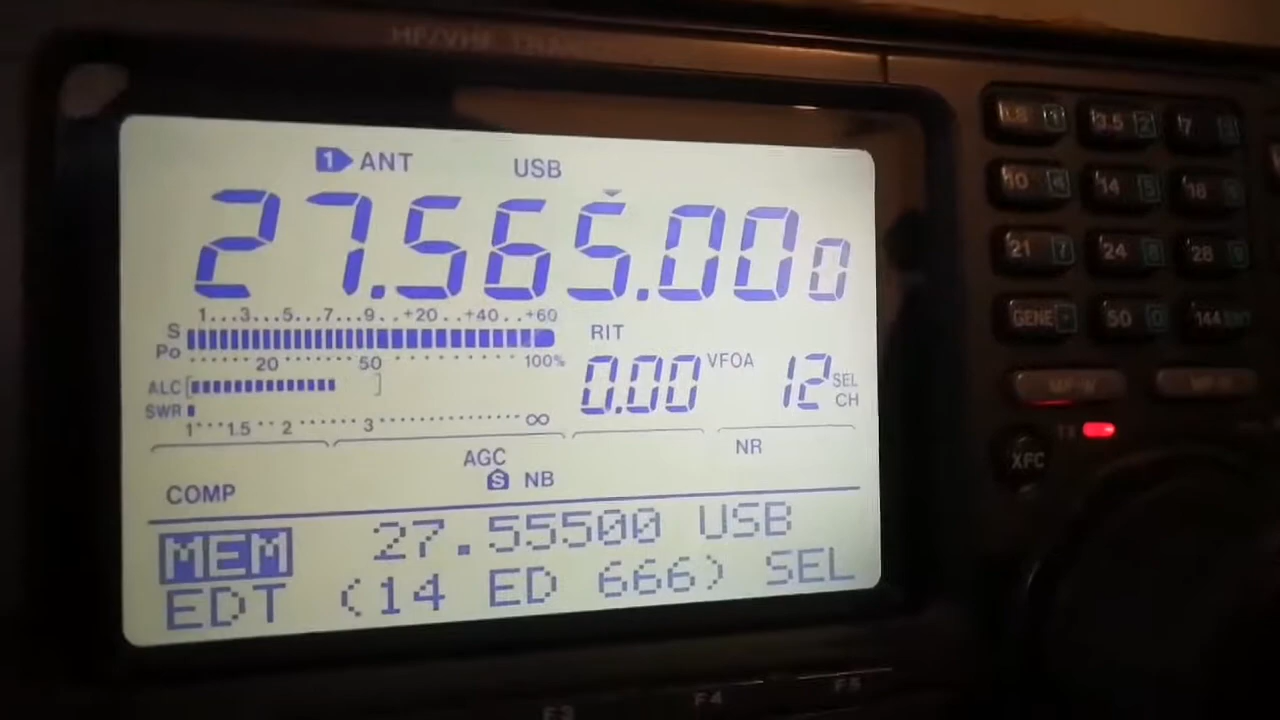 HF/VHF TRAN
1 ANT USB
27.565.000
1...3...5...7...9..+20..+40..+60
S
Po
20 50 100%
RIT
0.00 VFOA 12 SEL
CH
ALC
SWR
1 1.5 2 3 ∞
AGC NR
S NB
COMP
MEM 27.55500 USB
EDT (14 ED 666) SEL
1.8 1 3.5 2 7
10 4 14 5 18
21 7 24 8 28
GENE 50 0 144 ENT
TX
XFC
F3 F4 F5